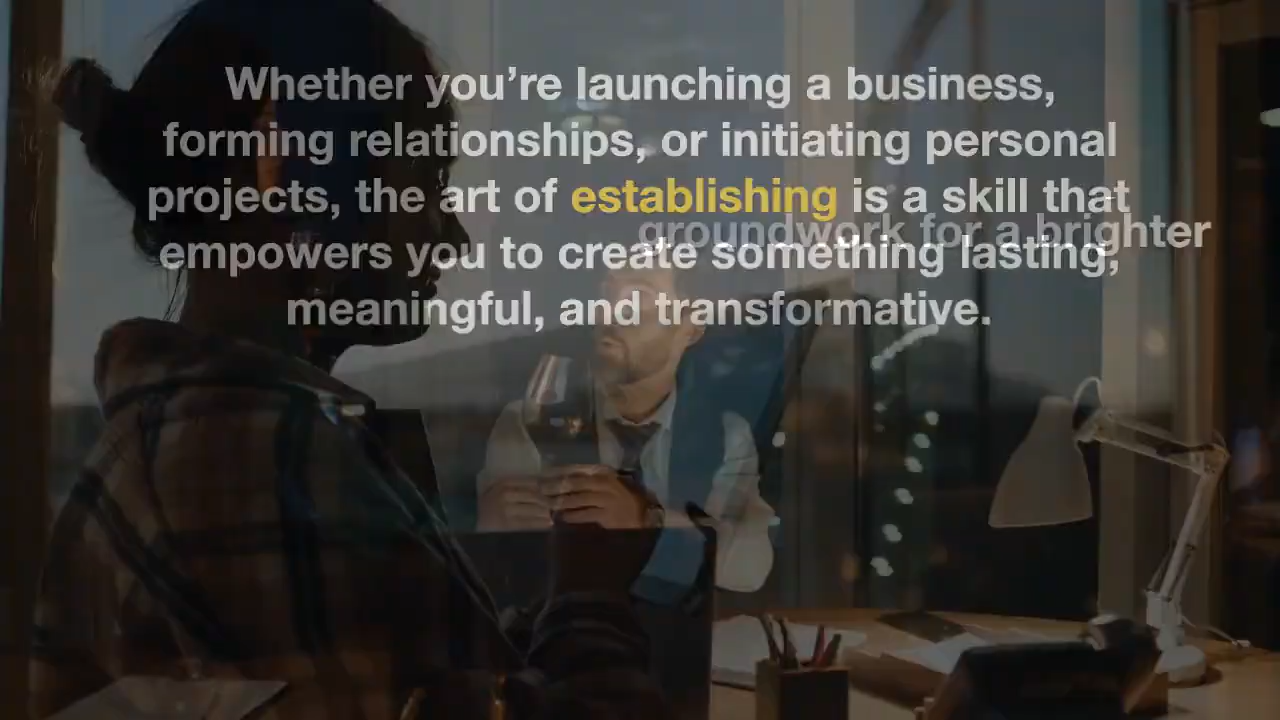 Whether you’re launching a business,
forming relationships, or initiating personal
projects, the art of establishing is a skill that
groundwork for a brighter
empowers you to create something lasting,
meaningful, and transformative.